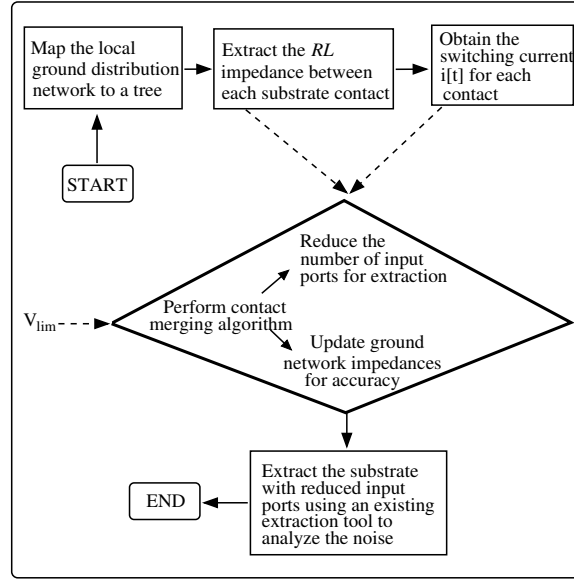 Map the local
ground distribution
network to a tree
Extract the RL
impedance between
each substrate contact
Obtain the
switching current
i[t] for each
contact
START
Reduce the
number of input
ports for extraction
Perform contact
merging algorithm
Vlim
Update ground
network impedances
for accuracy
Extract the substrate
with reduced input
ports using an existing
extraction tool to
analyze the noise
END